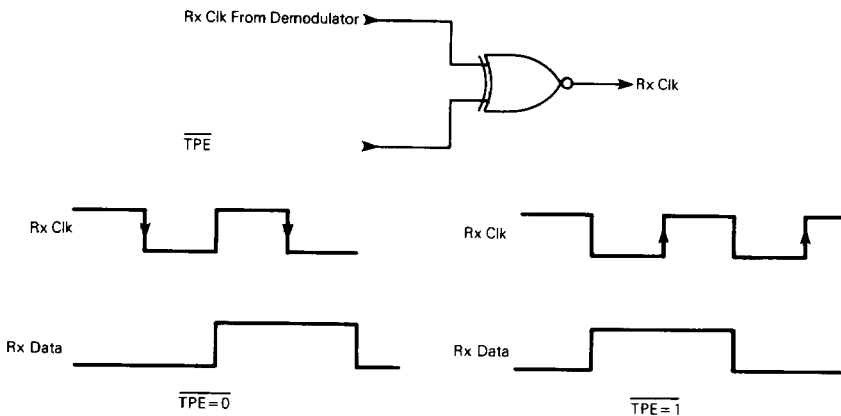 Rx Clk From Demodulator
Rx Clk
TPE
Rx Clk
Rx Clk
Rx Data
Rx Data
TPE=0
TPE=1